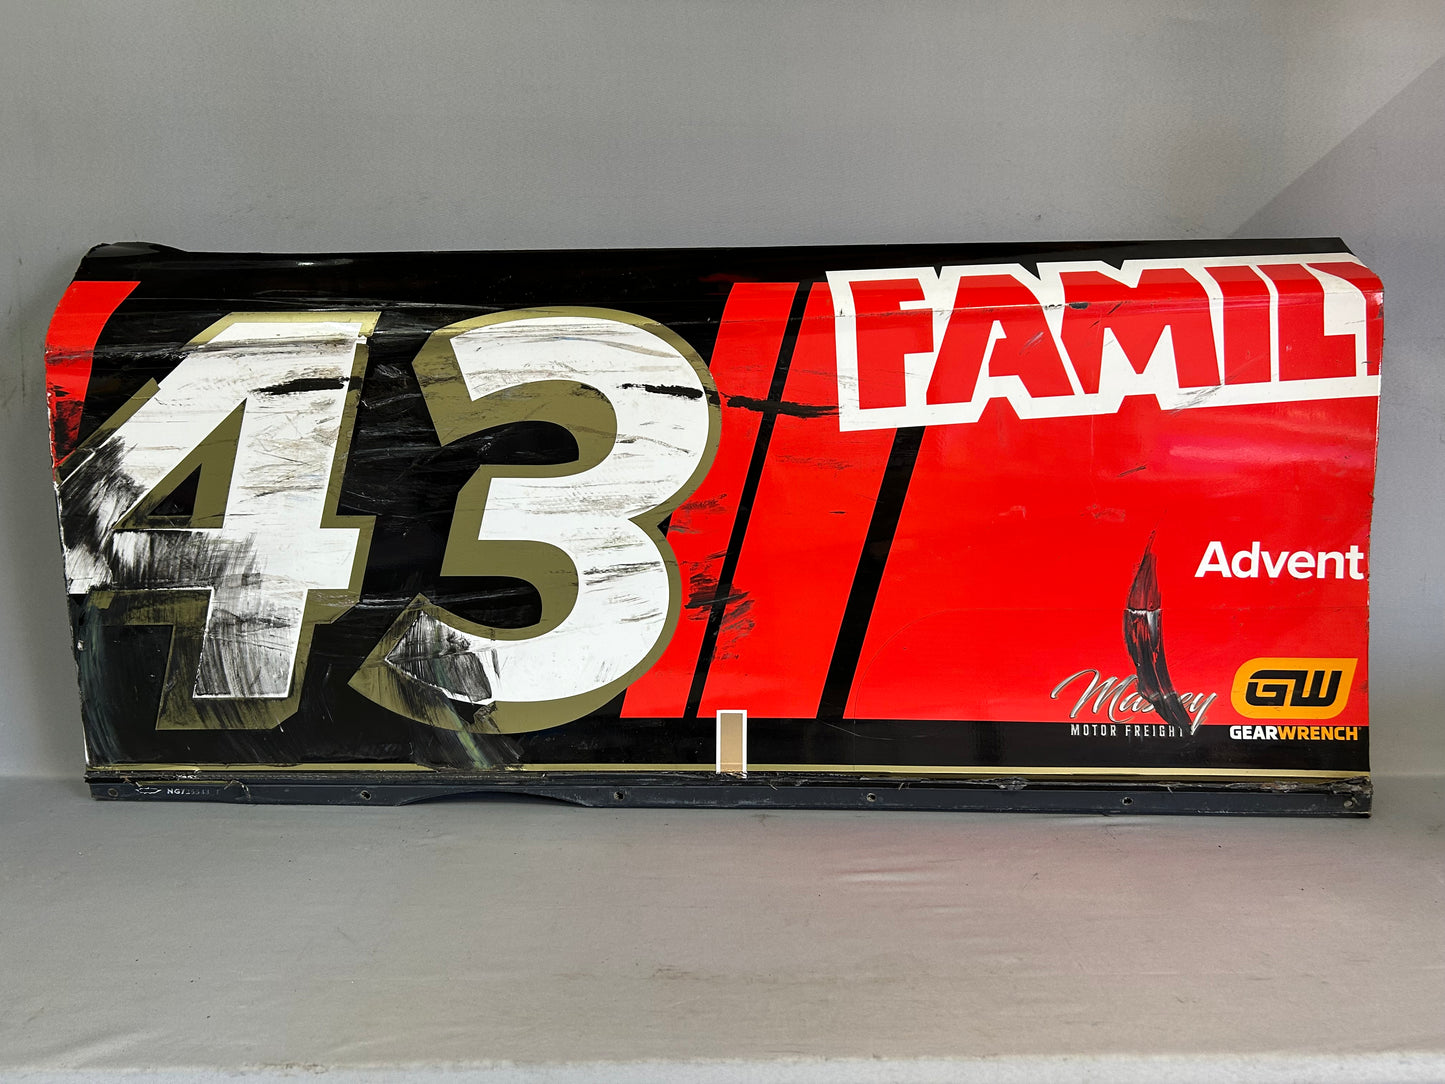 43
FAMIL
Advent
Massey
MOTOR FREIGHT
GW
GEARWRENCH